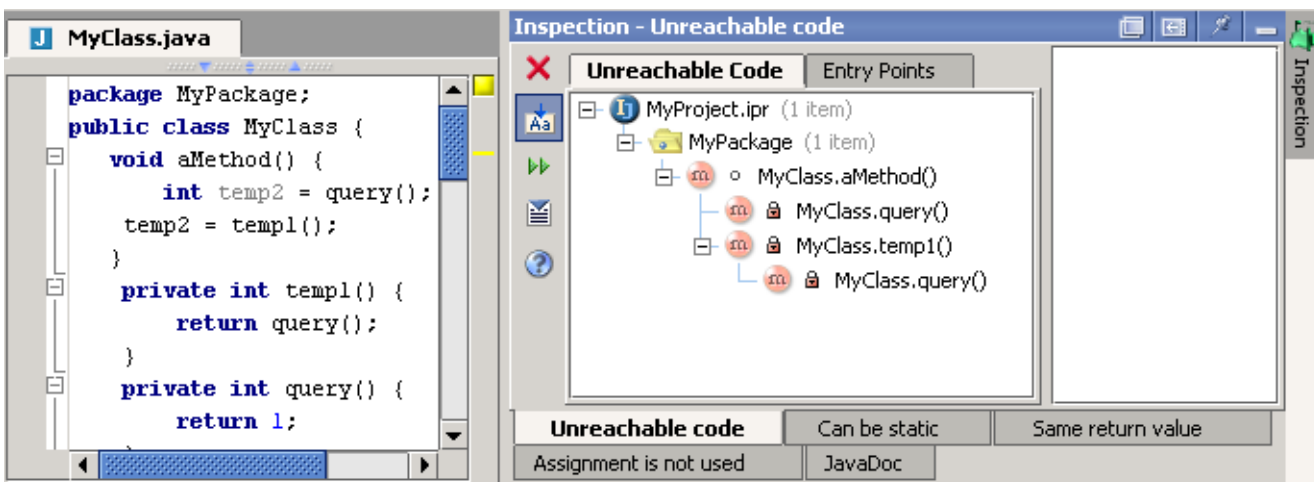 MyClass.java
package MyPackage;
public class MyClass {
void aMethod() {
int temp2 = query();
temp2 = temp1();
}
private int temp1() {
return query();
}
private int query() {
return 1;
Inspection - Unreachable code
Unreachable Code
Entry Points
Aa
MyProject.ipr (1 item)
MyPackage (1 item)
m MyClass.aMethod()
m MyClass.query()
m MyClass.temp1()
m MyClass.query()
Unreachable code
Can be static
Same return value
Assignment is not used
JavaDoc
Inspection